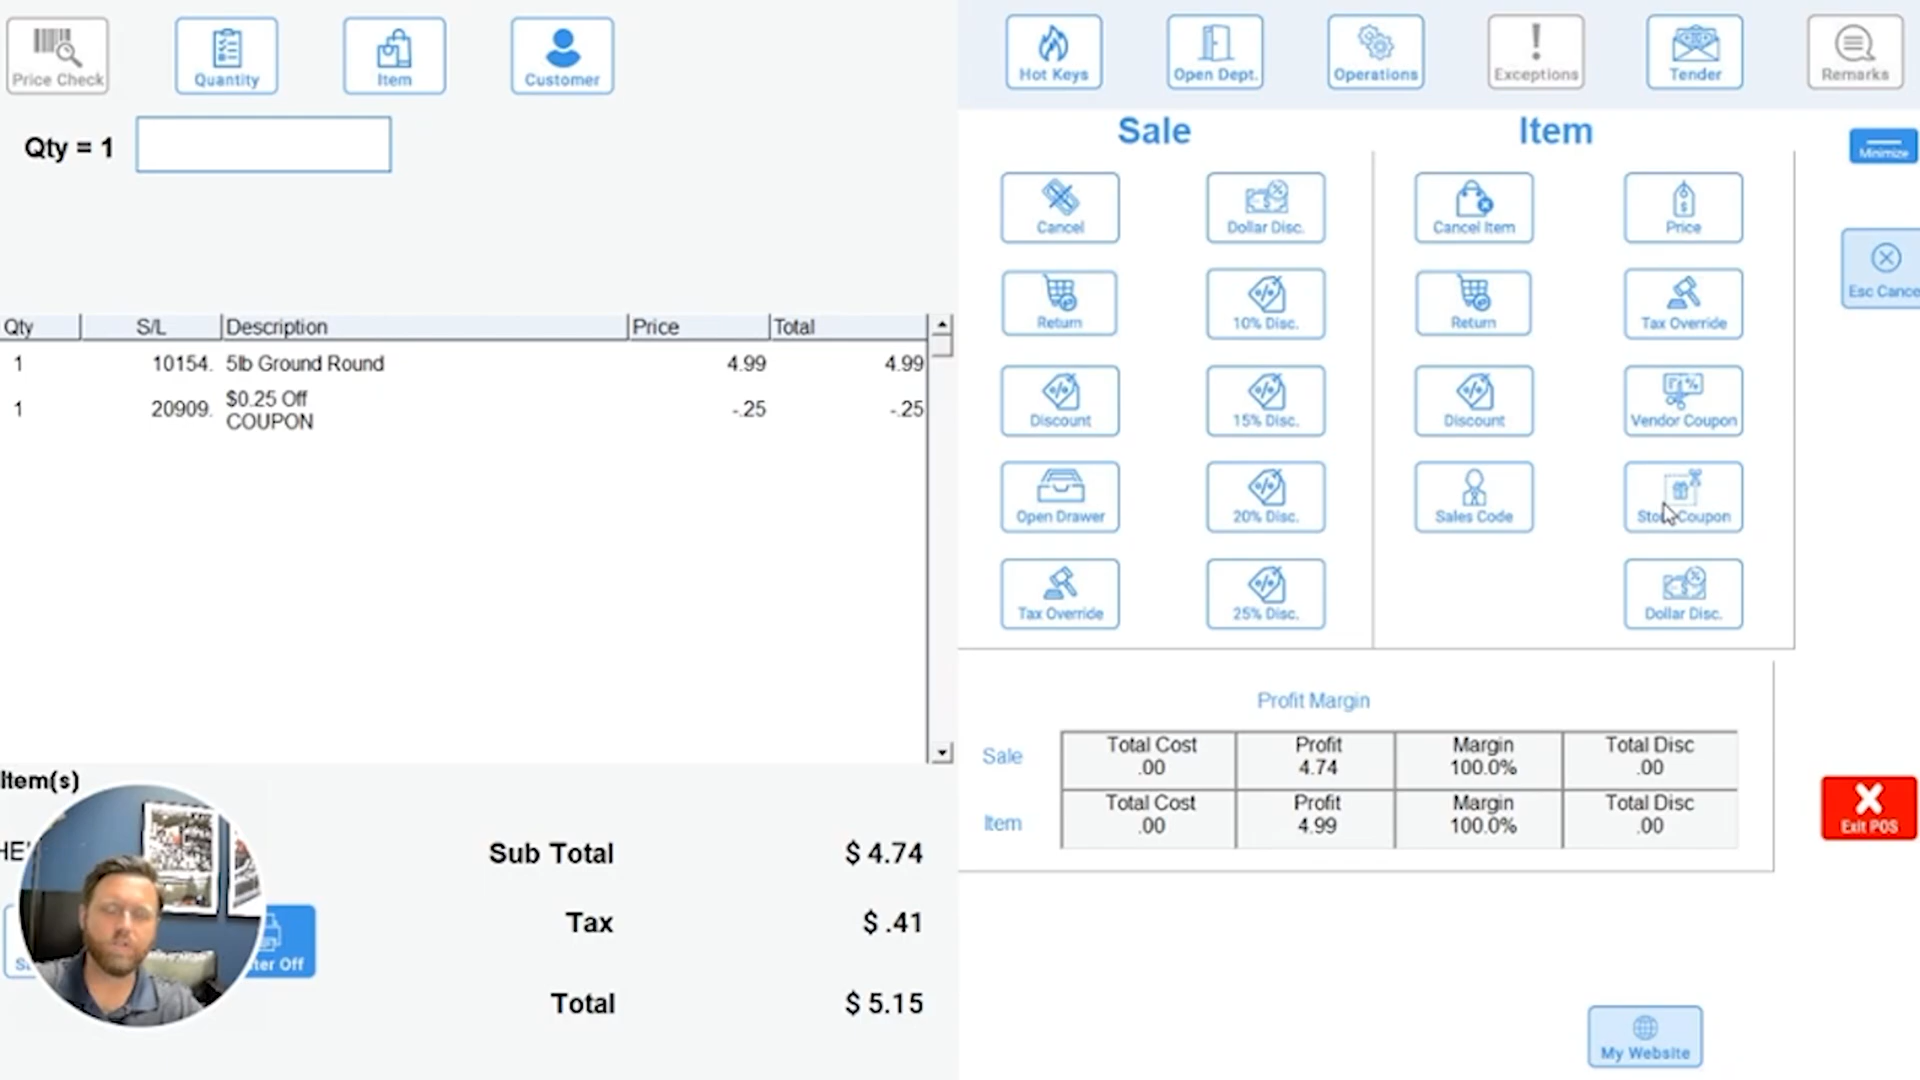 Price Check
Quantity
Item
Customer
Hot Keys
Open Dept.
Operations
Exceptions
Tender
Remarks
Qty = 1
Sale
Item
Minimize
Cancel
Dollar Disc.
Cancel Item
Price
Esc Cance
Return
10% Disc.
Return
Tax Override
Discount
15% Disc.
Discount
Vendor Coupon
Open Drawer
20% Disc.
Sales Code
Coupon
Tax Override
25% Disc.
Dollar Disc.
Qty S/L Description Price Total
1 10154. 5lb Ground Round 4.99 4.99
1 20909. $0.25 Off -.25 -.25
COUPON
Profit Margin
Sale
Total Cost Profit Margin Total Disc
.00 4.74 100.0% .00
Item
Total Cost Profit Margin Total Disc
.00 4.99 100.0% .00
Exit POS
Item(s)
Sub Total $ 4.74
Tax $ .41
Off
Total $ 5.15
My Website